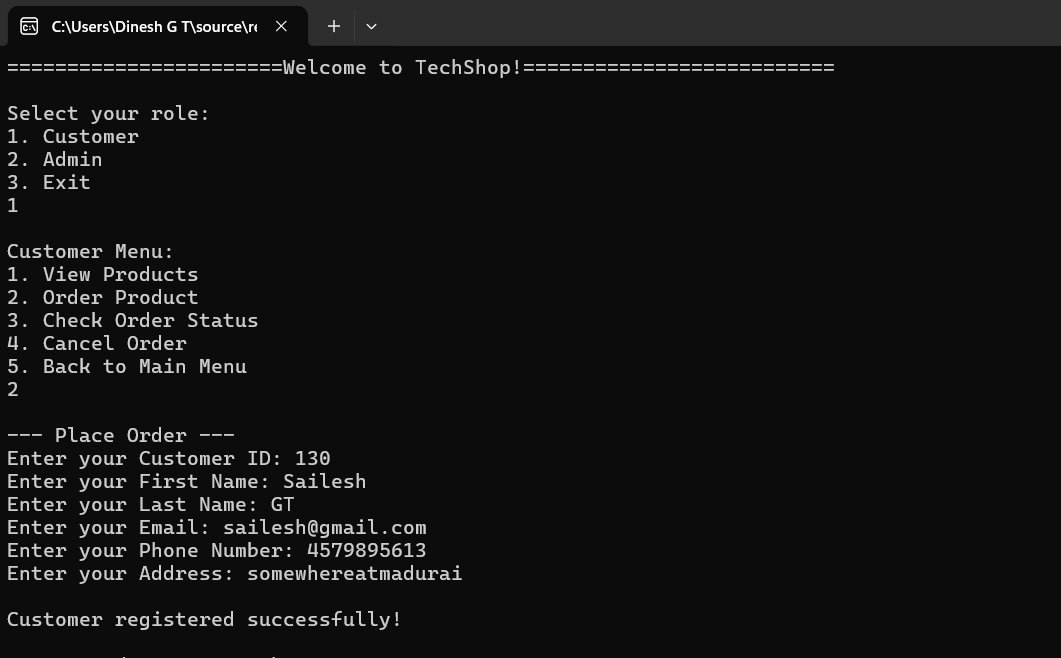 C:\Users\Dinesh G T\source\re
=======================Welcome to TechShop!==========================
Select your role:
1. Customer
2. Admin
3. Exit
1
Customer Menu:
1. View Products
2. Order Product
3. Check Order Status
4. Cancel Order
5. Back to Main Menu
2
--- Place Order ---
Enter your Customer ID: 130
Enter your First Name: Sailesh
Enter your Last Name: GT
Enter your Email: sailesh@gmail.com
Enter your Phone Number: 4579895613
Enter your Address: somewhereatmadurai
Customer registered successfully!